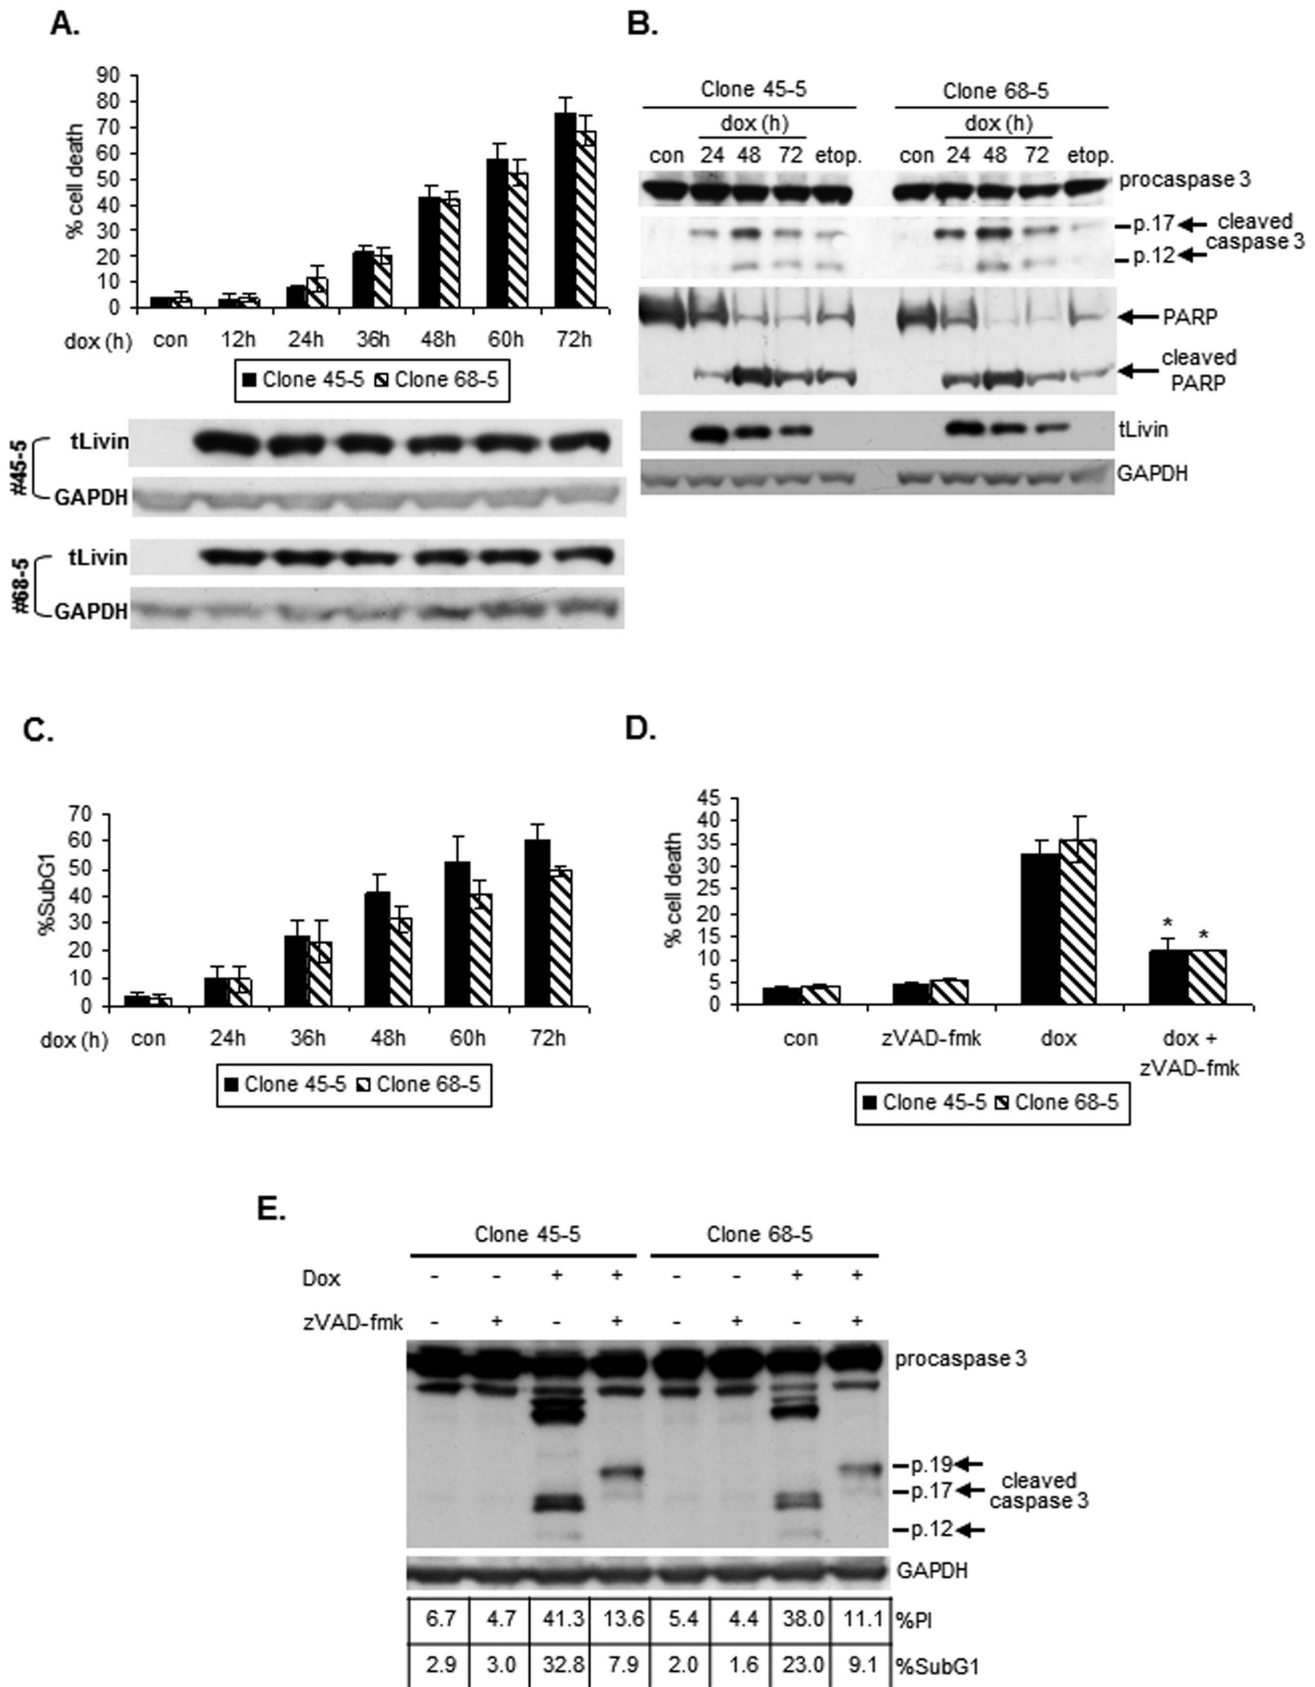 A.
90
80
70
60
50
40
30
20
10
0
% cell death
dox (h) con 12h 24h 36h 48h 60h 72h
Clone 45-5 Clone 68-5
#45-5
tLivin
GAPDH
#68-5
tLivin
GAPDH
B.
Clone 45-5 Clone 68-5
dox (h) dox (h)
con 24 48 72 etop. con 24 48 72 etop.
procaspase 3
p.17 cleaved
caspase 3
p.12
PARP
cleaved
PARP
tLivin
GAPDH
C.
70
60
50
40
30
20
10
0
%SubG1
dox (h) con 24h 36h 48h 60h 72h
Clone 45-5 Clone 68-5
D.
45
40
35
30
25
20
15
10
5
0
% cell death
* *
con zVAD-fmk dox dox +
zVAD-fmk
Clone 45-5 Clone 68-5
E.
Clone 45-5 Clone 68-5
Dox - - + + - - + +
zVAD-fmk - + - + - + - +
procaspase 3
p.19
p.17 cleaved
caspase 3
p.12
GAPDH
6.7 4.7 41.3 13.6 5.4 4.4 38.0 11.1 %PI
2.9 3.0 32.8 7.9 2.0 1.6 23.0 9.1 %SubG1